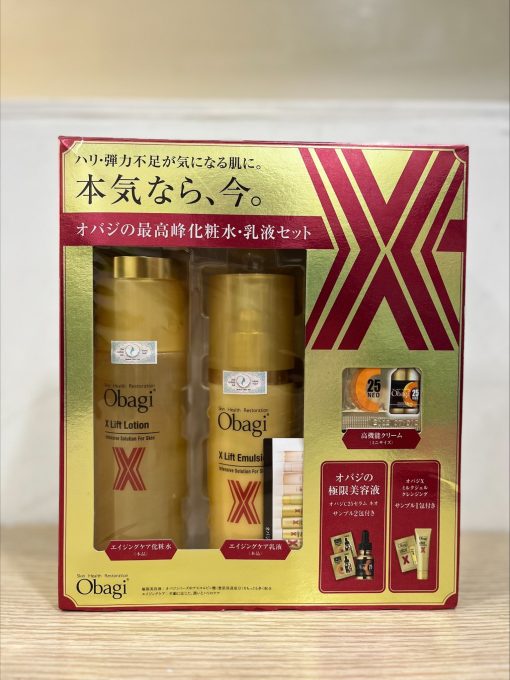 ハリ・弾力不足が気になる肌に。
本気なら、今。
オバジの最高峰化粧水・乳液セット
X
Skin Health Restoration
Obagi
X Lift Lotion
Intensive Solution For Skin
X
エイジングケア化粧水
(本品)
Skin Health Restoration
Obagi
X Lift Emulsi
Intensive Solution For S
X
エイジングケア乳液
(本品)
25
NEO
Obagi
25
高機能クリーム
(ミニサイズ)
オバジの
極限美容液
オバジC25セラム ネオ
サンプル2包付き
オバジX
ミルクジェル
クレンジング
サンプル1包付き
Skin Health Restoration
Obagi